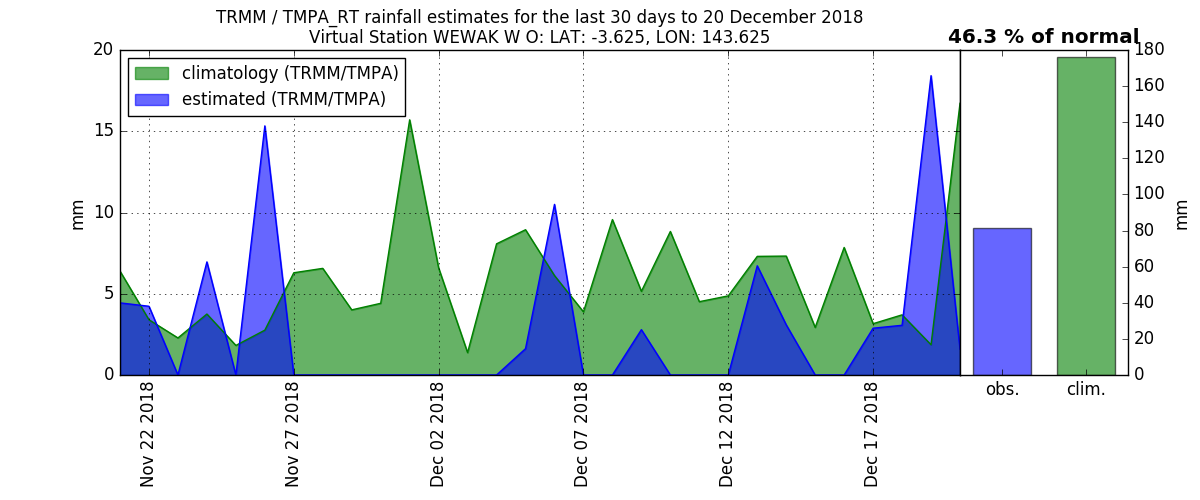 TRMM / TMPA_RT rainfall estimates for the last 30 days to 20 December 2018
Virtual Station WEWAK W O: LAT: -3.625, LON: 143.625
46.3 % of normal
climatology (TRMM/TMPA)
estimated (TRMM/TMPA)
20
15
10
5
0
mm
180
160
140
120
100
80
60
40
20
0
mm
Nov 22 2018
Nov 27 2018
Dec 02 2018
Dec 07 2018
Dec 12 2018
Dec 17 2018
obs.
clim.